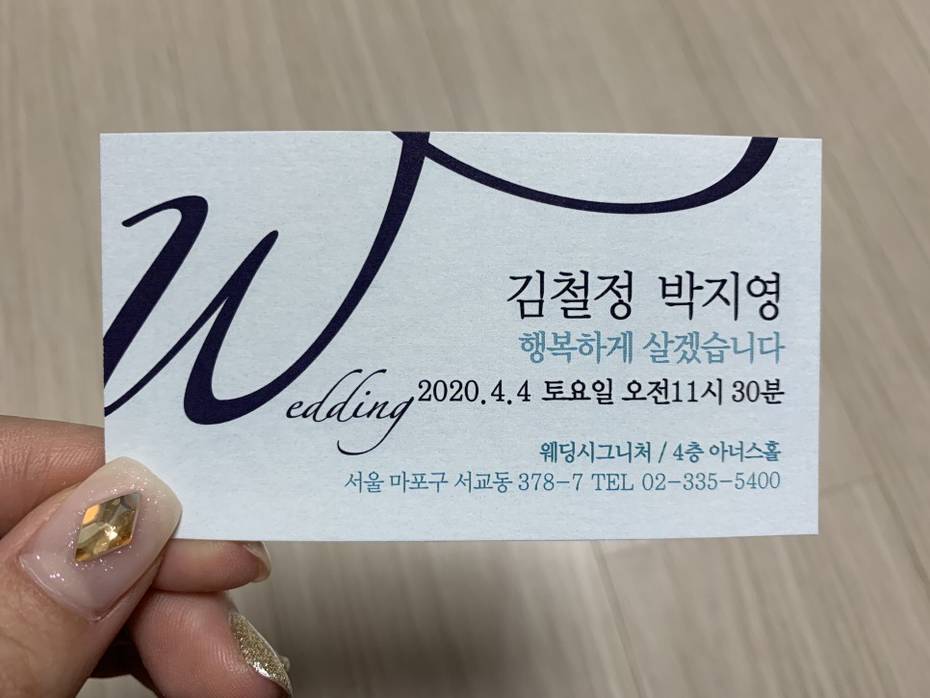 Wedding
김철정 박지영
행복하게 살겠습니다
2020.4.4 토요일 오전11시 30분
웨딩시그니처 / 4층 아너스홀
서울 마포구 서교동 378-7 TEL 02-335-5400